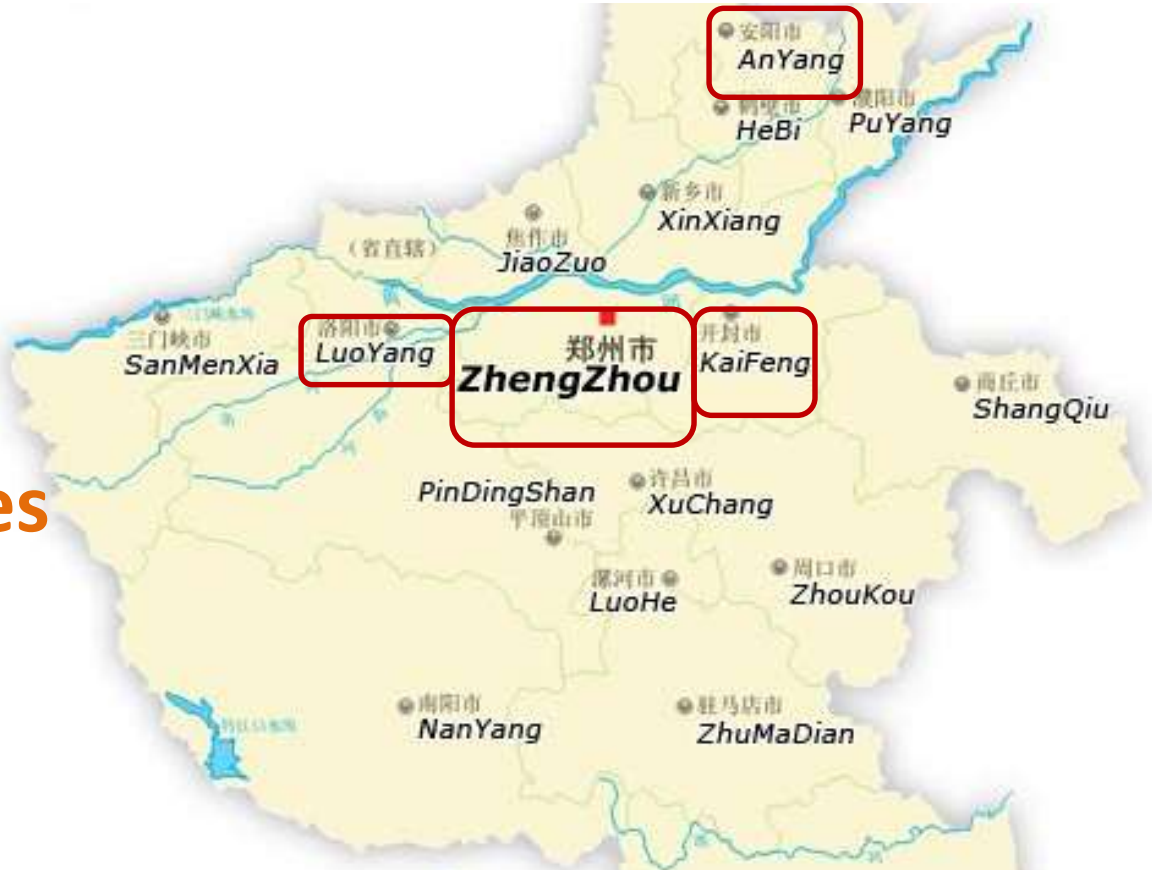 安阳市
AnYang
鹤壁市
HeBi
濮阳市
PuYang
新乡市
XinXiang
焦作市
JiaoZuo
（省直辖）
三门峡市
SanMenXia
洛阳市
LuoYang
郑州市
ZhengZhou
开封市
KaiFeng
商丘市
ShangQiu
es
PinDingShan
平顶山市
许昌市
XuChang
漯河市
LuoHe
周口市
ZhouKou
南阳市
NanYang
驻马店市
ZhuMaDian